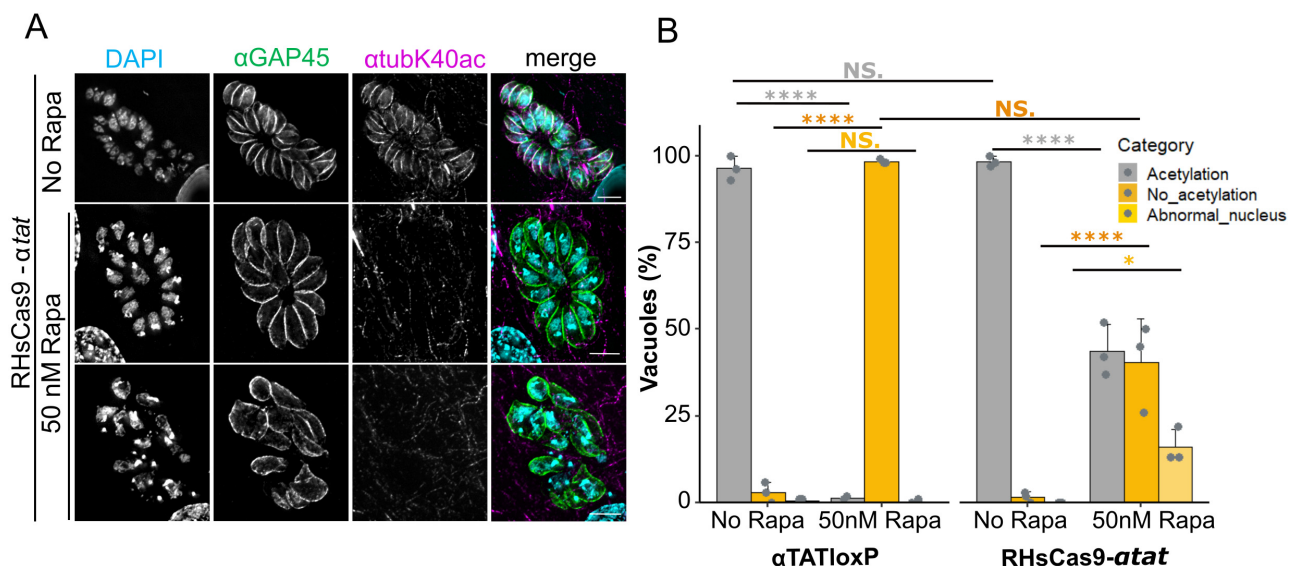 A
DAPI
αGAP45
αtubK40ac
merge
RHsCas9 - αtat
No Rapa
50 nM Rapa
B
NS.
****
NS.
****
NS.
****
Category
Acetylation
No_acetylation
Abnormal_nucleus
****
*
Vacuoles (%)
100
75
50
25
0
No Rapa
50nM Rapa
No Rapa
50nM Rapa
αTATloxP
RHsCas9-αtat